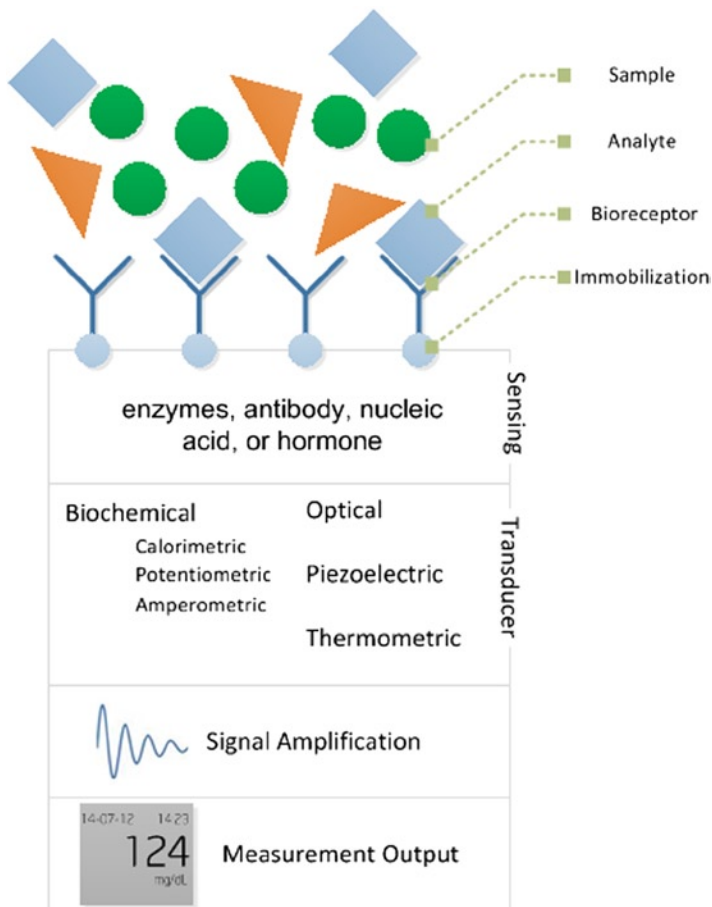 Sample
Analyte
Bioreceptor
Immobilization
enzymes, antibody, nucleic
acid, or hormone
Sensing
Biochemical
Calorimetric
Potentiometric
Amperometric
Optical
Piezoelectric
Thermometric
Transducer
Signal Amplification
14-07-12 14:23
124
mg/dL
Measurement Output